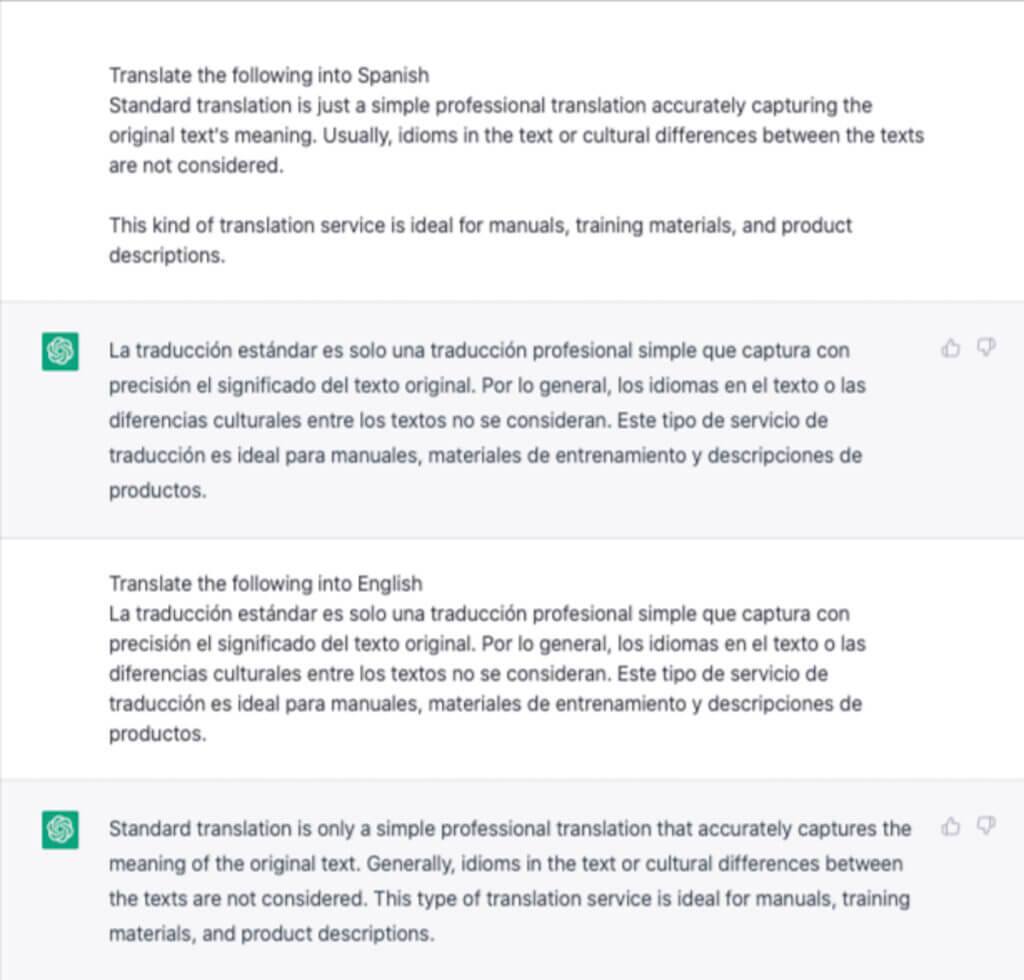 Translate the following into Spanish
Standard translation is just a simple professional translation accurately capturing the
original text's meaning. Usually, idioms in the text or cultural differences between the texts
are not considered.
This kind of translation service is ideal for manuals, training materials, and product
descriptions.
La traducción estándar es solo una traducción profesional simple que captura con
precisión el significado del texto original. Por lo general, los idiomas en el texto o las
diferencias culturales entre los textos no se consideran. Este tipo de servicio de
traducción es ideal para manuales, materiales de entrenamiento y descripciones de
productos.
Translate the following into English
La traducción estándar es solo una traducción profesional simple que captura con
precisión el significado del texto original. Por lo general, los idiomas en el texto o las
diferencias culturales entre los textos no se consideran. Este tipo de servicio de
traducción es ideal para manuales, materiales de entrenamiento y descripciones de
productos.
Standard translation is only a simple professional translation that accurately captures the
meaning of the original text. Generally, idioms in the text or cultural differences between
the texts are not considered. This type of translation service is ideal for manuals, training
materials, and product descriptions.